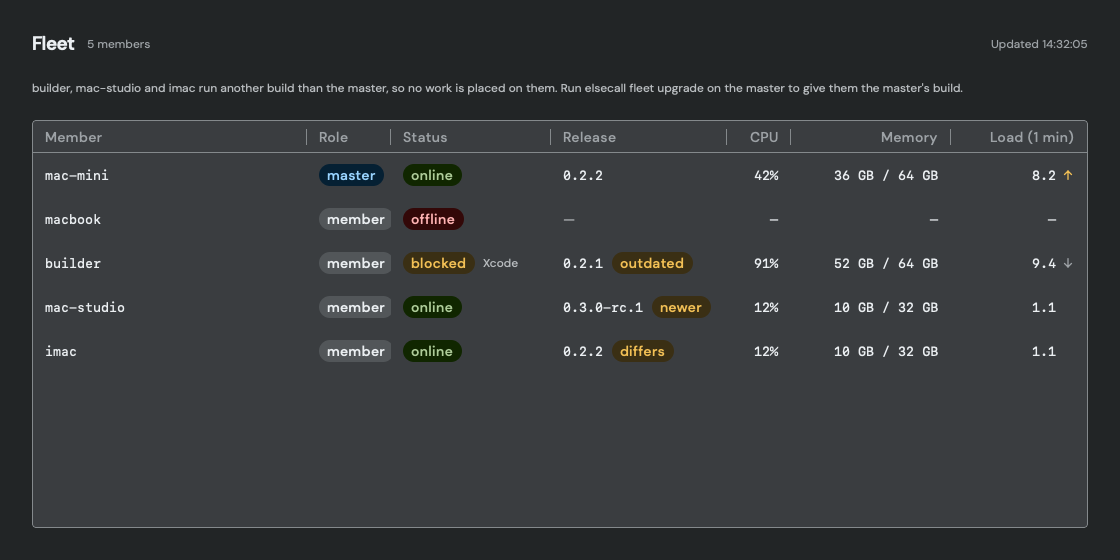 Fleet 5 members Updated 14:32:05
builder, mac-studio and imac run another build than the master, so no work is placed on them. Run elsecall fleet upgrade on the master to give them the master's build.
Member Role Status Release CPU Memory Load (1 min)
mac-mini master online 0.2.2 42% 36 GB / 64 GB 8.2 ↑
macbook member offline — — — —
builder member blocked Xcode 0.2.1 outdated 91% 52 GB / 64 GB 9.4 ↓
mac-studio member online 0.3.0-rc.1 newer 12% 10 GB / 32 GB 1.1
imac member online 0.2.2 differs 12% 10 GB / 32 GB 1.1